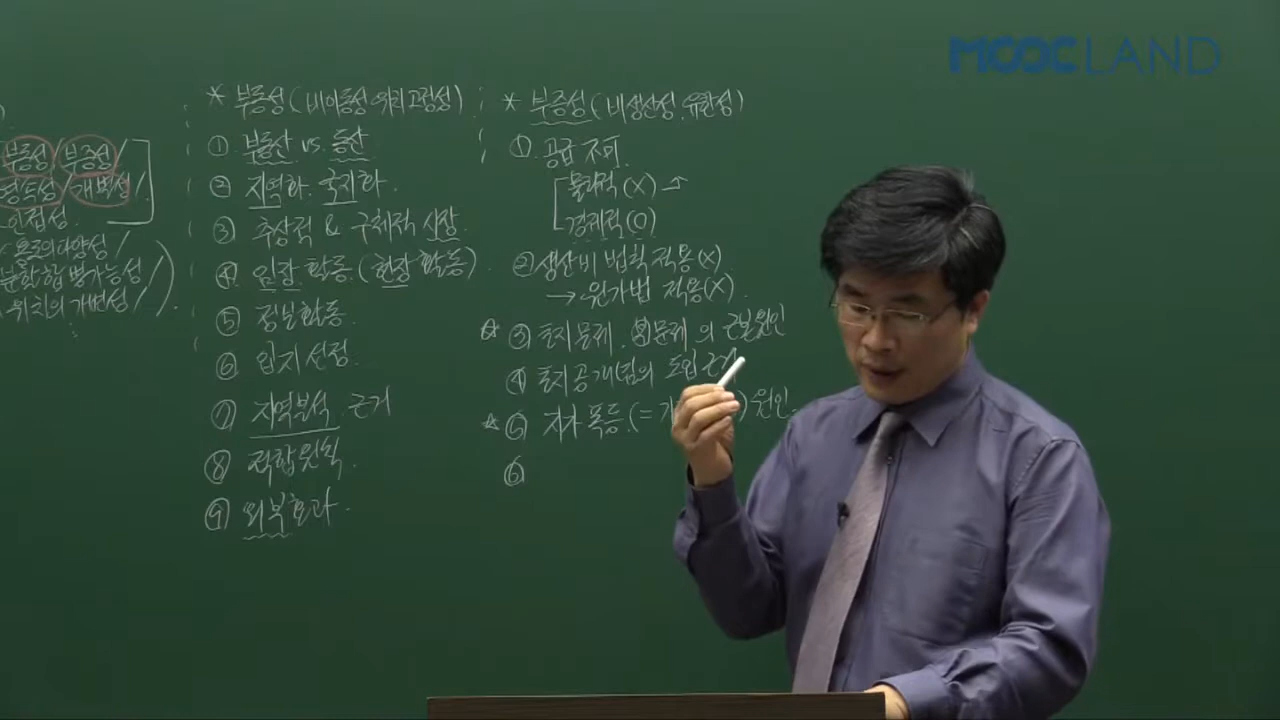 MOOCLAND
부동성/부증성/
개별성/
인접성
용도의 다양성/
분할합병가능성/
위치의 가변성/
* 부동성 (비이동성, 위치고정성)
① 부동산 vs. 동산
② 지역화. 국지화.
③ 추상적 & 구체적 시장.
④ 임장 활동. (현장 활동)
⑤ 정보활동.
⑥ 입지 선정.
⑦ 지역분석. 근거
⑧ 적합원칙.
⑨ 외부효과.
* 부증성 (비생산성. 유한성)
① 공급 불가.
물리적 (X)
경제적 (O)
② 생산비 법칙 적용(X)
→ 원가법 적용(X).
☆ ③ 토지문제. 문제의 근본원인
④ 토지공개념의 도입
☆ ⑤ 지가 폭등.(= ) 원인.
⑥